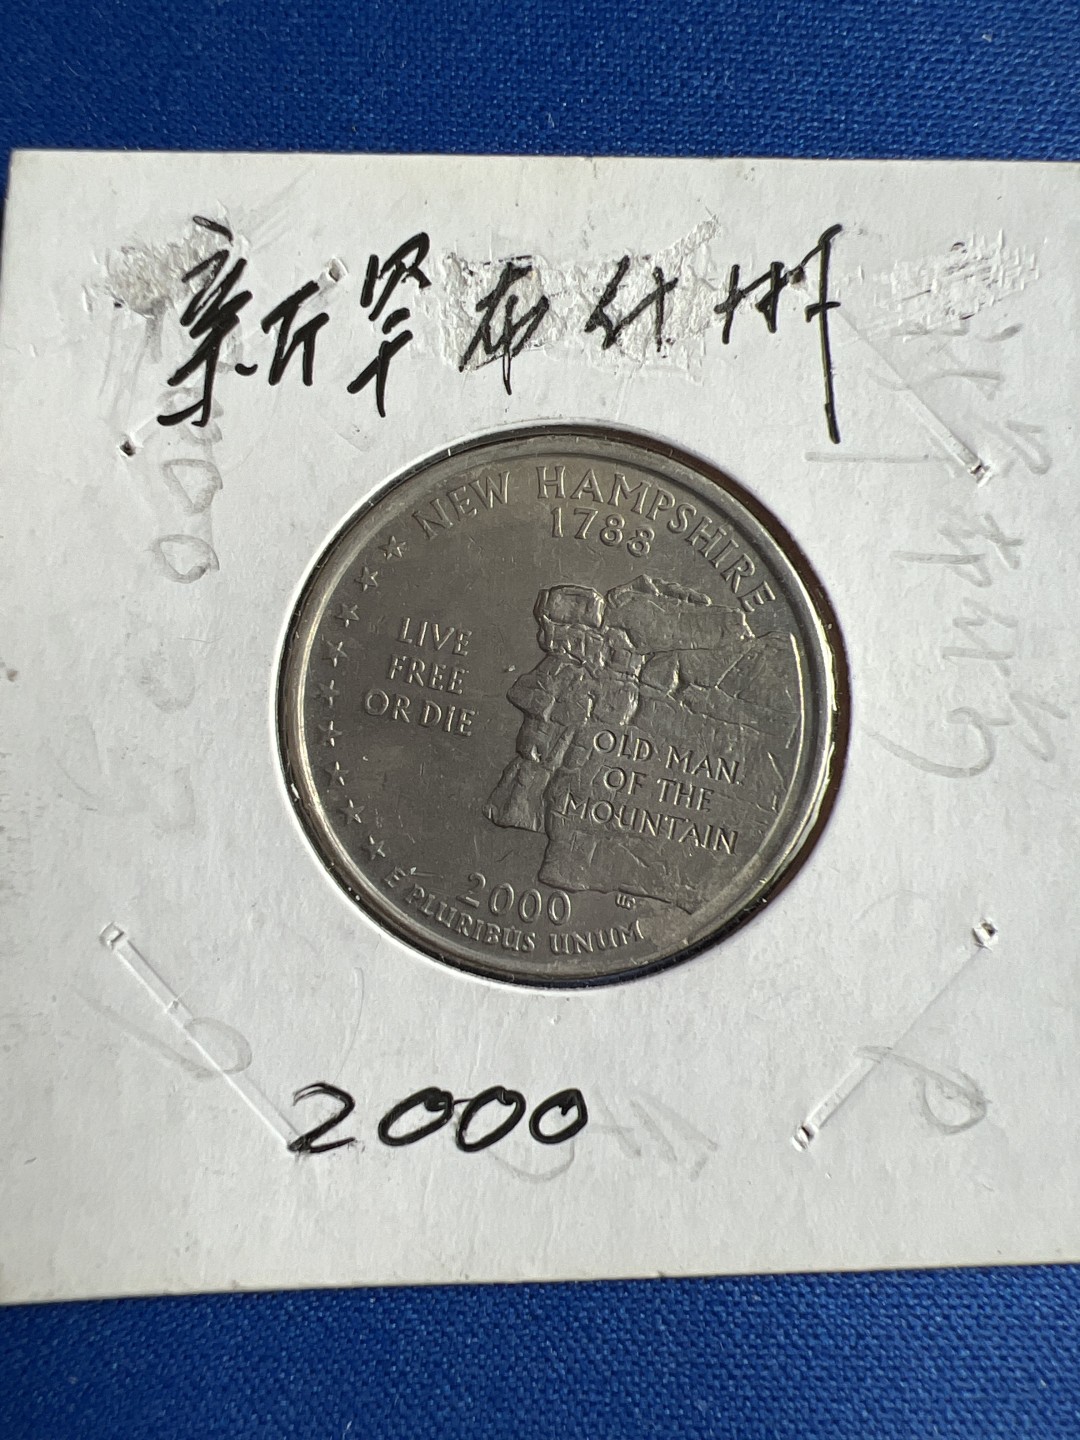 新罕布什州
NEW HAMPSHIRE
1788
LIVE
FREE
OR DIE
OLD MAN
OF THE
MOUNTAIN
2000
E PLURIBUS UNUM
2000